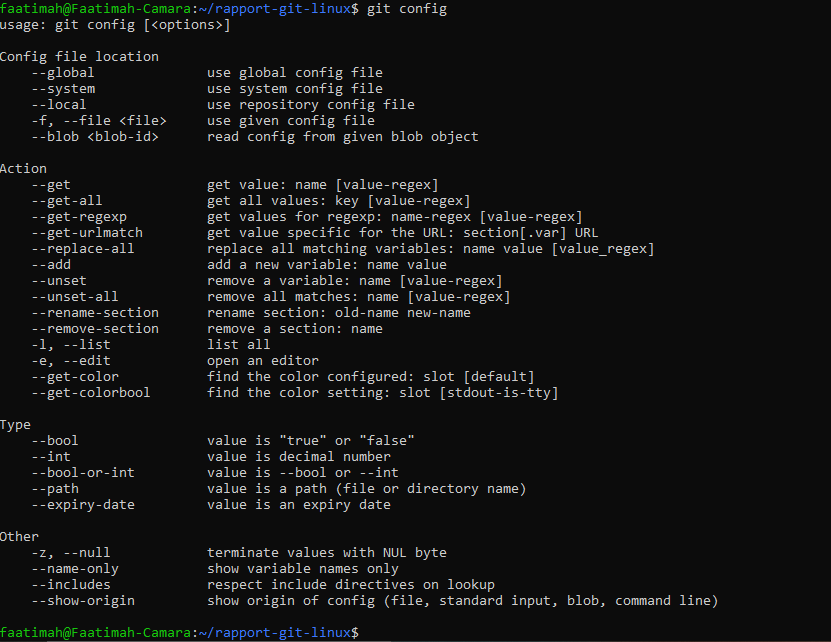 faatimah@Faatimah-Camara:~/rapport-git-linux$ git config
usage: git config [<options>]

Config file location
    --global              use global config file
    --system              use system config file
    --local               use repository config file
    -f, --file <file>     use given config file
    --blob <blob-id>      read config from given blob object

Action
    --get                 get value: name [value-regex]
    --get-all             get all values: key [value-regex]
    --get-regexp          get values for regexp: name-regex [value-regex]
    --get-urlmatch        get value specific for the URL: section[.var] URL
    --replace-all         replace all matching variables: name value [value_regex]
    --add                 add a new variable: name value
    --unset               remove a variable: name [value-regex]
    --unset-all           remove all matches: name [value-regex]
    --rename-section      rename section: old-name new-name
    --remove-section      remove a section: name
    -l, --list            list all
    -e, --edit            open an editor
    --get-color           find the color configured: slot [default]
    --get-colorbool       find the color setting: slot [stdout-is-tty]

Type
    --bool                value is "true" or "false"
    --int                 value is decimal number
    --bool-or-int         value is --bool or --int
    --path                value is a path (file or directory name)
    --expiry-date         value is an expiry date

Other
    -z, --null            terminate values with NUL byte
    --name-only           show variable names only
    --includes            respect include directives on lookup
    --show-origin         show origin of config (file, standard input, blob, command line)

faatimah@Faatimah-Camara:~/rapport-git-linux$